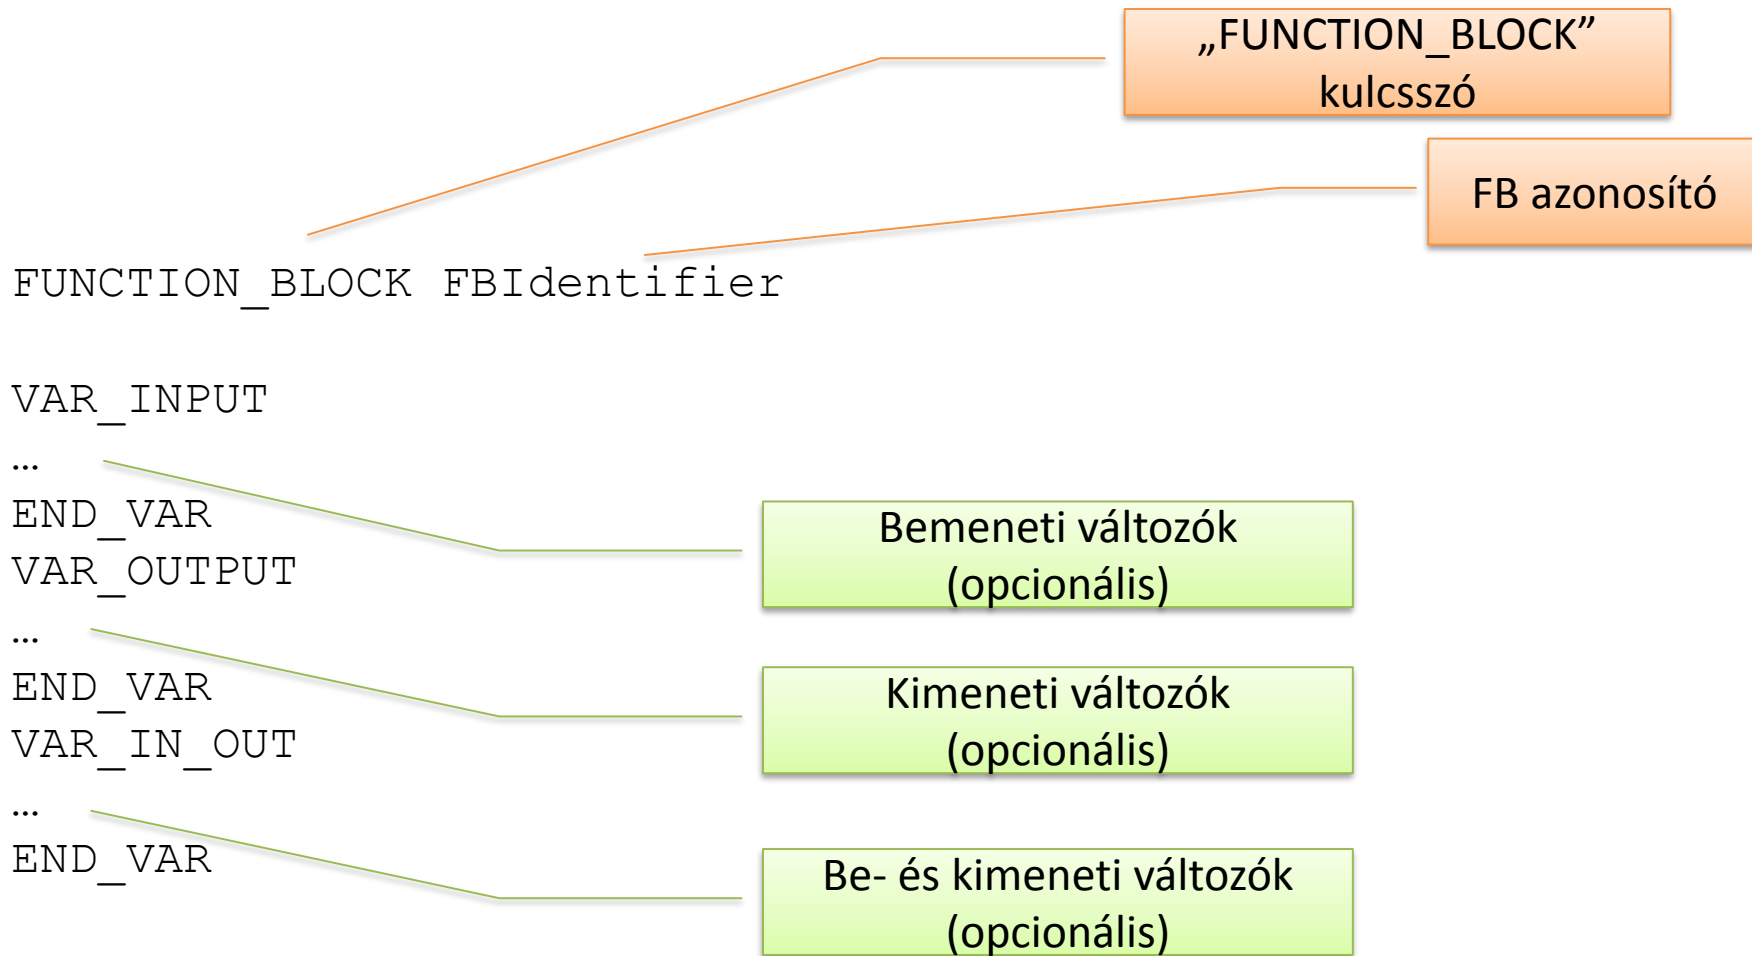 „FUNCTION_BLOCK”
kulcsszó
FB azonosító
FUNCTION_BLOCK FBIdentifier
VAR_INPUT
…
END_VAR
VAR_OUTPUT
…
END_VAR
VAR_IN_OUT
…
END_VAR
Bemeneti változók
(opcionális)
Kimeneti változók
(opcionális)
Be- és kimeneti változók
(opcionális)